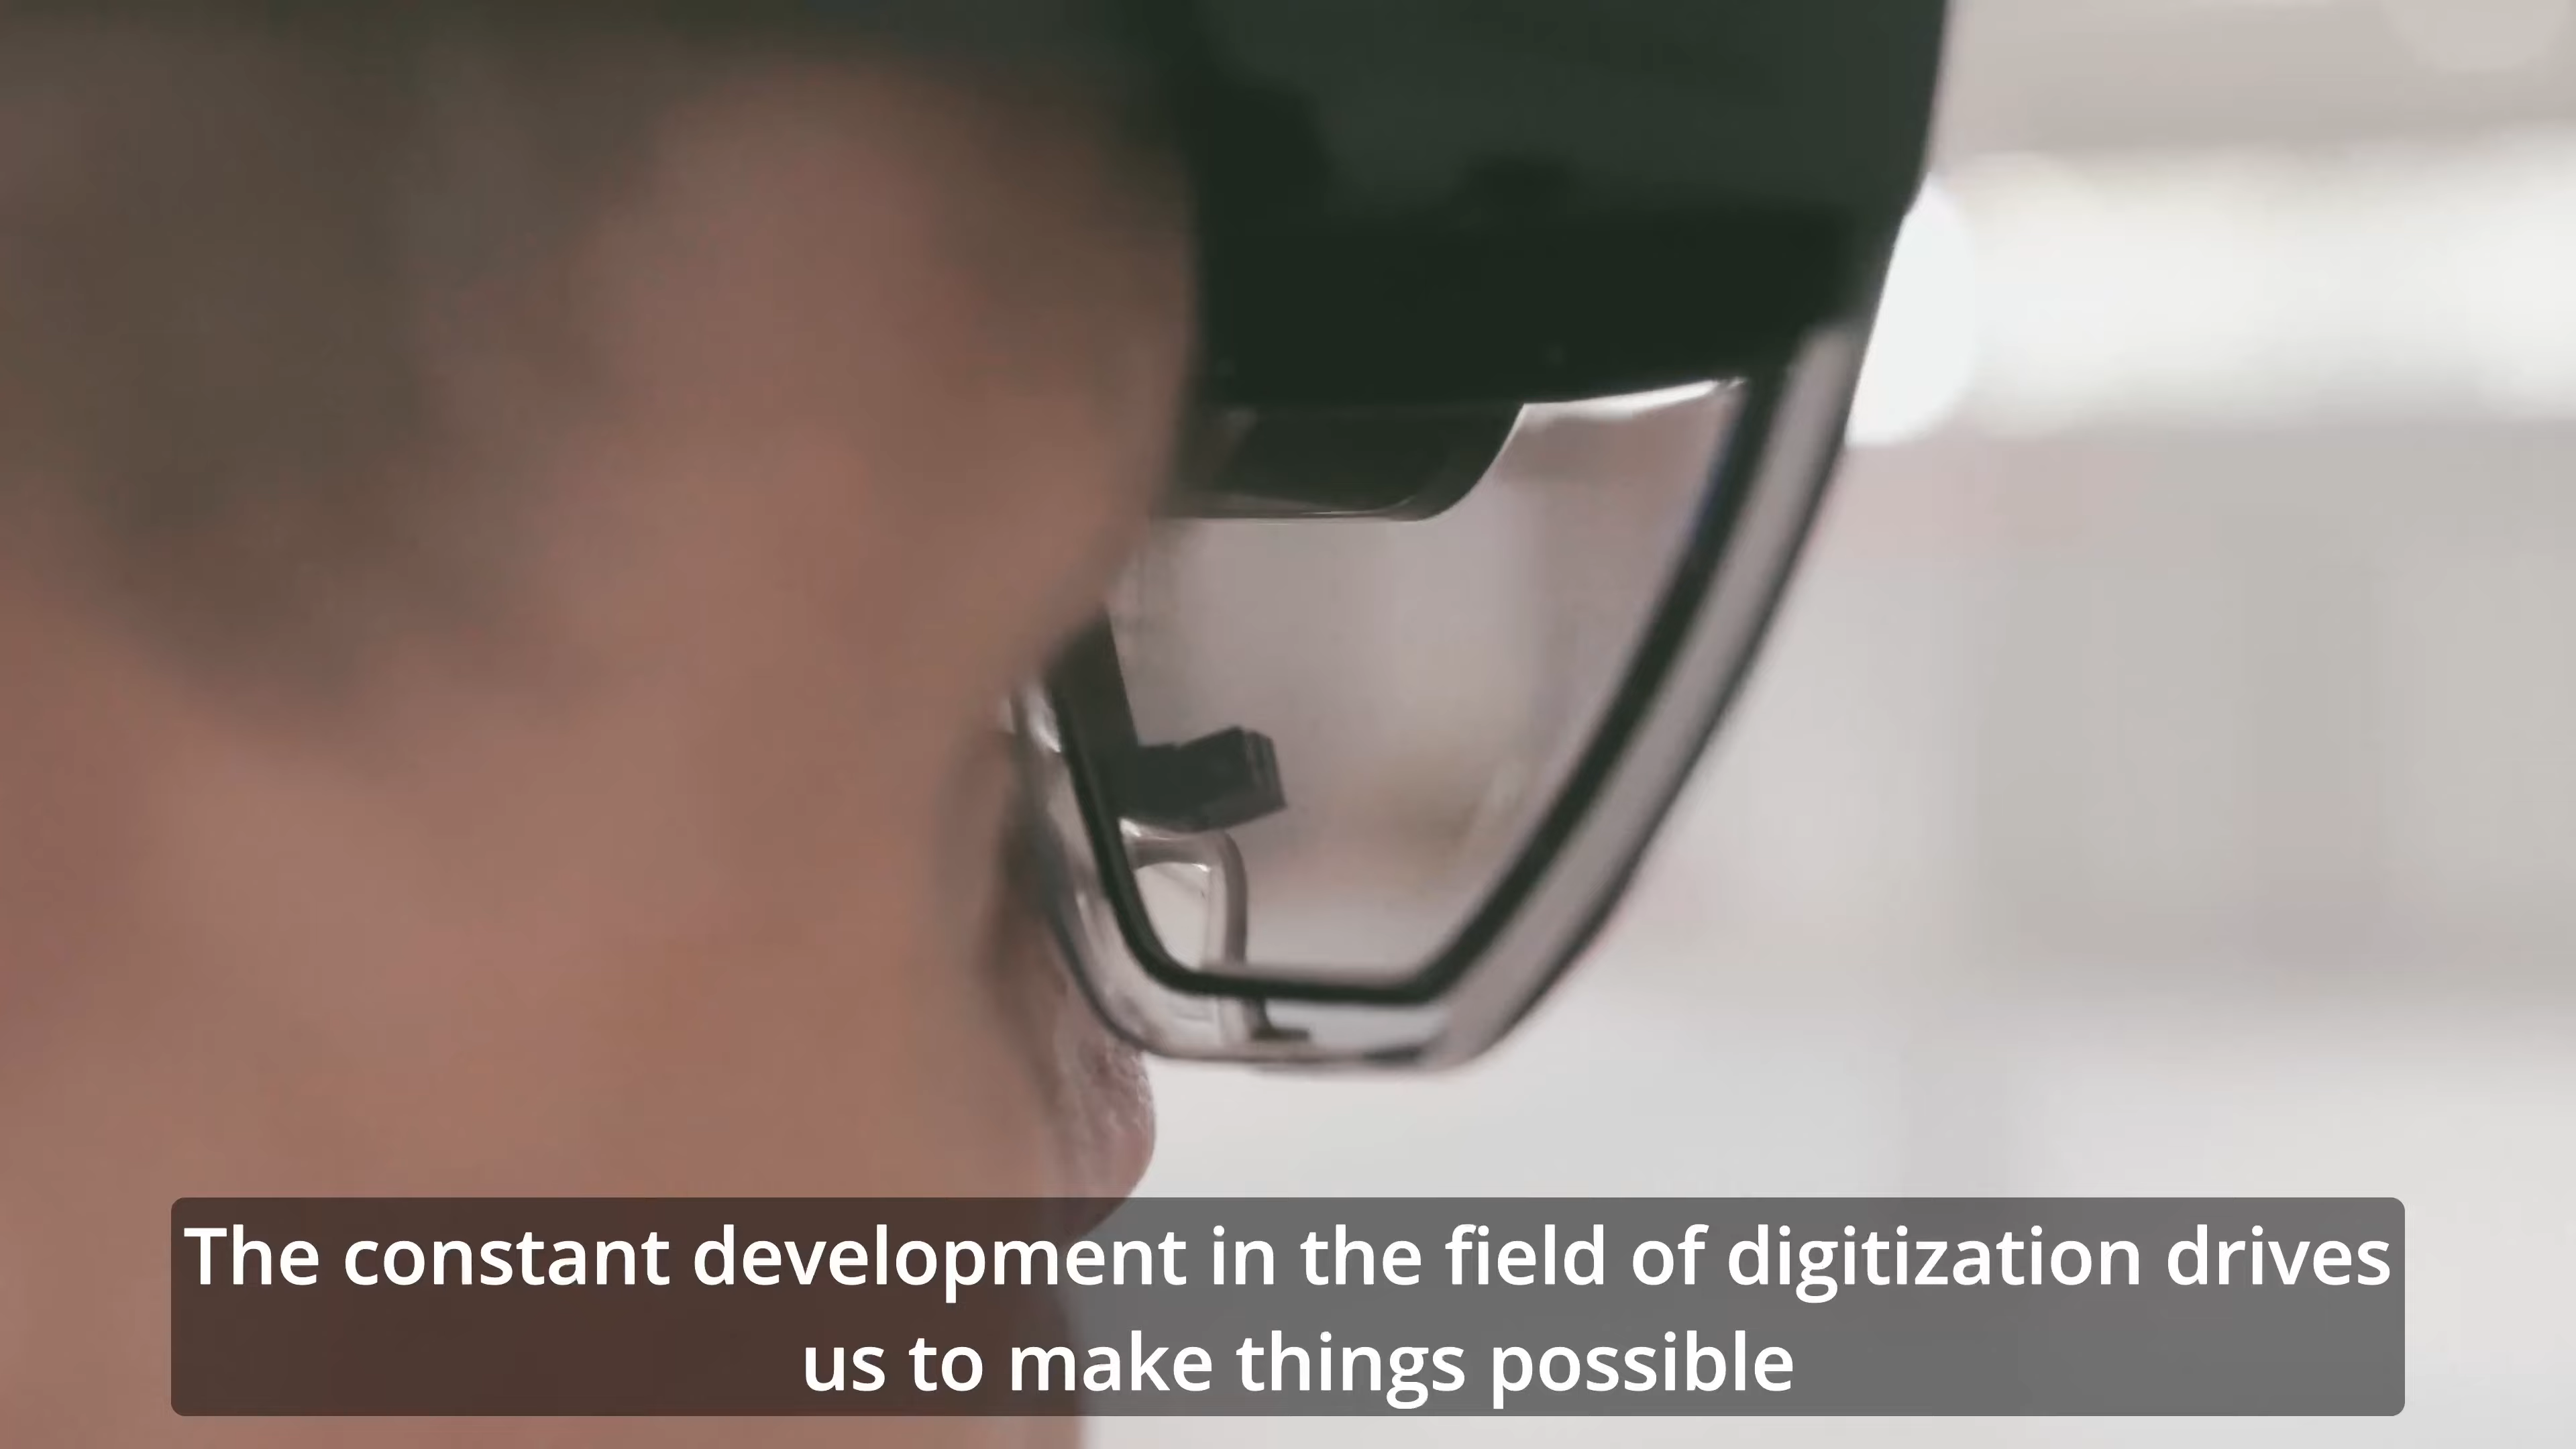 The constant development in the field of digitization drives
us to make things possible